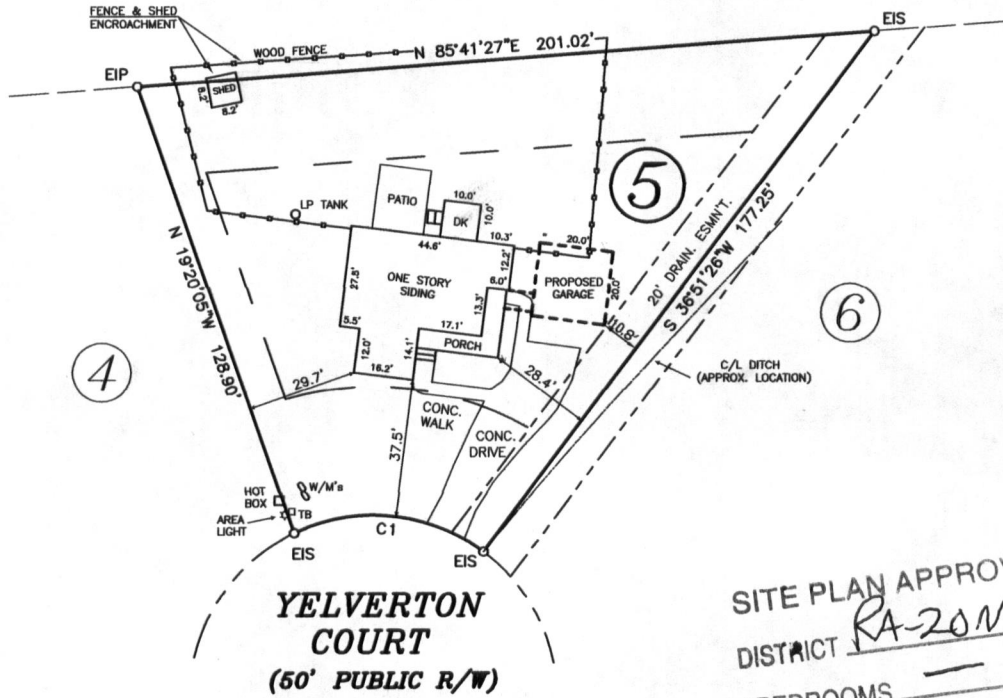 FENCE & SHED
ENCROACHMENT
EIS
WOOD FENCE
N 85°41'27"E 201.02'
EIP
SHED
8.2'
8.2'
5
LP TANK
PATIO
10.0'
10.0'
DK
44.6'
10.3'
20.0'
12.2'
20' DRAIN. ESMN'T.
S 36°51'26"W 177.25'
N 19°20'05"W 128.90'
27.5'
ONE STORY
SIDING
6.0'
13.3'
PROPOSED
GARAGE
20.0'
6
5.5'
17.1'
PORCH
10.8'
12.0'
14.1'
16.2'
4
29.7'
28.4'
C/L DITCH
(APPROX. LOCATION)
CONC.
WALK
37.5'
CONC.
DRIVE
HOT
BOX
W/M's
TB
AREA
LIGHT
C1
EIS
EIS
YELVERTON
COURT
(50' PUBLIC R/W)
SITE PLAN APPROV
DISTRICT RA-20M